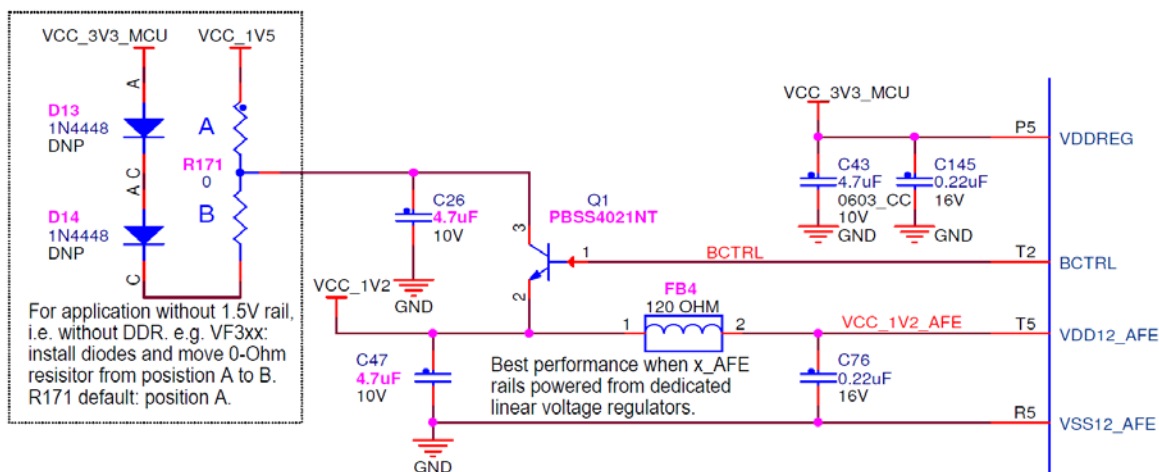 VCC_3V3_MCU
VCC_1V5
A
D13
1N4448
DNP
A
R171
0
C
A
B
D14
1N4448
DNP
C
For application without 1.5V rail,
i.e. without DDR. e.g. VF3xx:
install diodes and move 0-Ohm
resisitor from posistion A to B.
R171 default: position A.
C26
4.7uF
10V
GND
Q1
PBSS4021NT
3
1
2
BCTRL
VCC_3V3_MCU
C43
4.7uF
0603_CC
10V
GND
C145
0.22uF
16V
GND
P5
VDDREG
T2
BCTRL
VCC_1V2
FB4
120 OHM
1
2
VCC_1V2_AFE
T5
VDD12_AFE
C47
4.7uF
10V
Best performance when x_AFE
rails powered from dedicated
linear voltage regulators.
C76
0.22uF
16V
R5
VSS12_AFE
GND